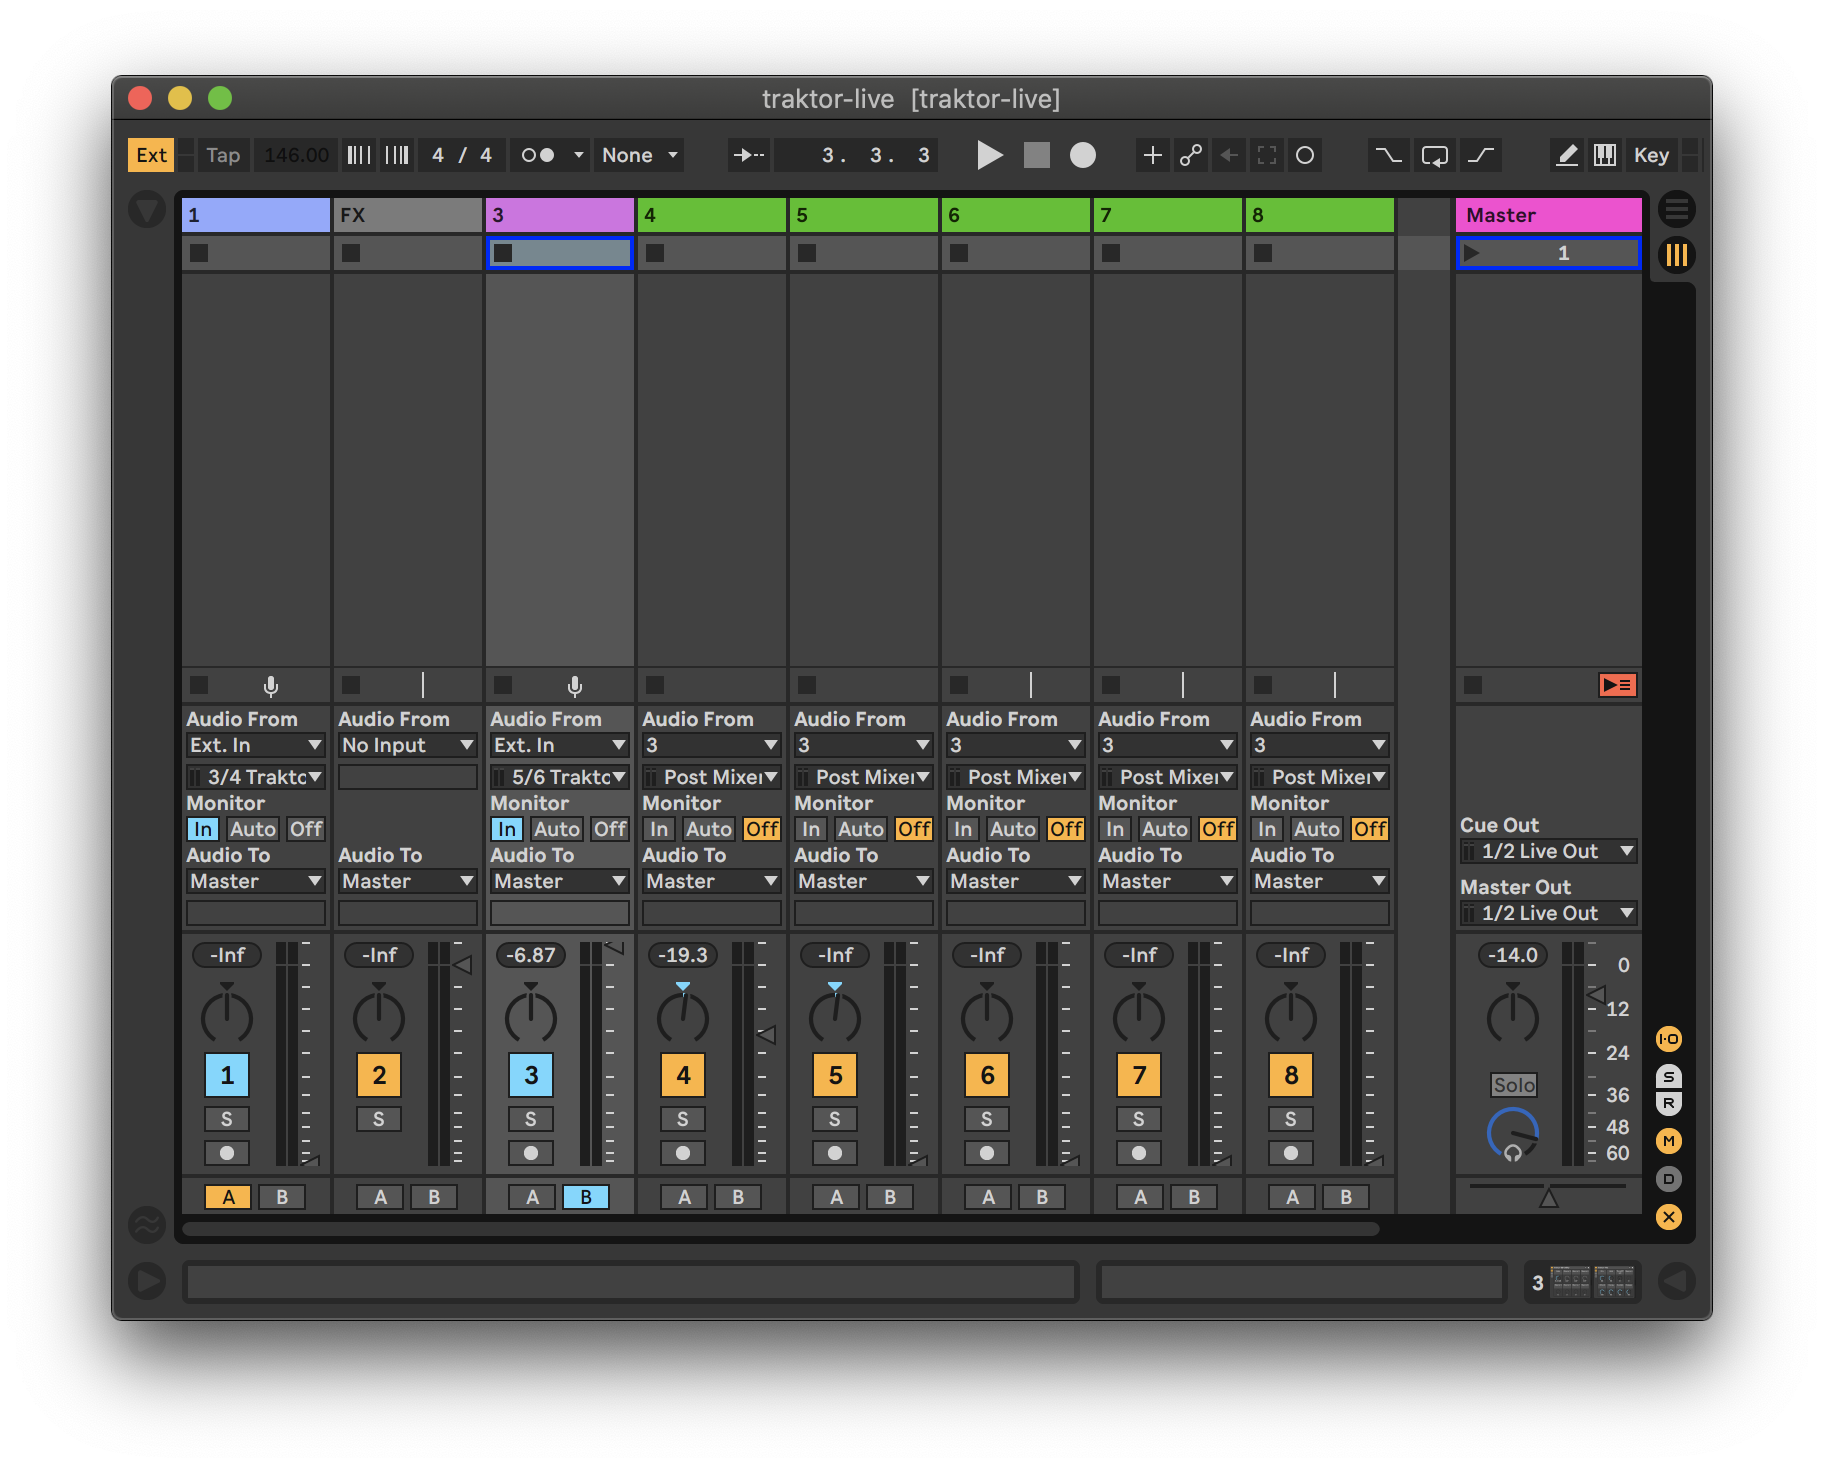 traktor-live [traktor-live]
Ext Tap 146.00 4 / 4 None 3. 3. 3 Key
1 FX 3 4 5 6 7 8 Master
1
Audio From Audio From Audio From Audio From Audio From Audio From Audio From Audio From
Ext. In No Input Ext. In 3 3 3 3 3
3/4 Trakto 5/6 Trakto Post Mixer Post Mixer Post Mixer Post Mixer Post Mixer
Monitor Monitor Monitor Monitor Monitor Monitor Monitor
In Auto Off In Auto Off In Auto Off In Auto Off In Auto Off In Auto Off In Auto Off Cue Out
Audio To Audio To Audio To Audio To Audio To Audio To Audio To Audio To 1/2 Live Out
Master Master Master Master Master Master Master Master Master Out
1/2 Live Out
-Inf -Inf -6.87 -19.3 -Inf -Inf -Inf -Inf -14.0 0
12
24
1 2 3 4 5 6 7 8 Solo 36
S S S S S S S S 48
60
A B A B A B A B A B A B A B A B
I·O
S
R
M
D
X
3